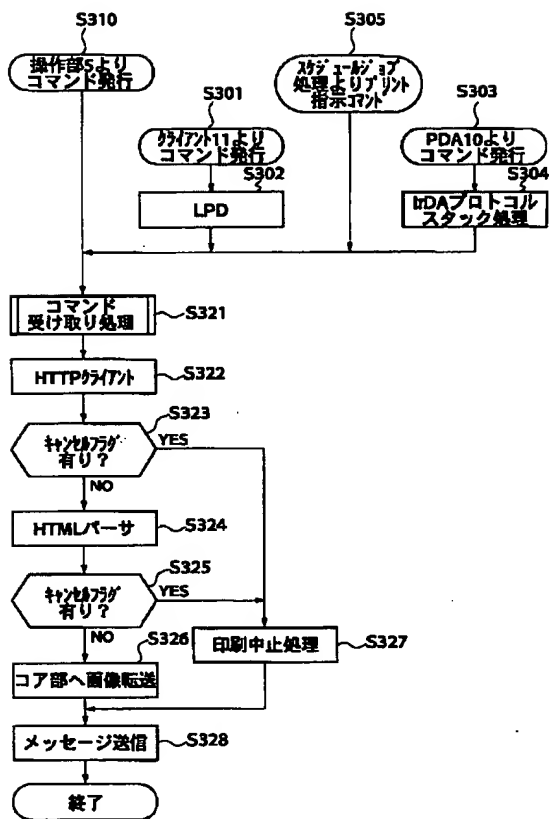 S310
操作部5より
コマンド発行
S305
スケジュールジョブ
処理よりプリント
指示コマンド
S301
クライアント11より
コマンド発行
S303
PDA10より
コマンド発行
S302
LPD
S304
IrDAプロトコル
スタック処理
コマンド
受け取り処理
S321
HTTPクライアント
S322
S323
キャンセルフラグ
有り?
YES
NO
HTMLパーサ
S324
S325
キャンセルフラグ
有り?
YES
NO
S326
コア部へ画像転送
印刷中止処理
S327
メッセージ送信
S328
終了